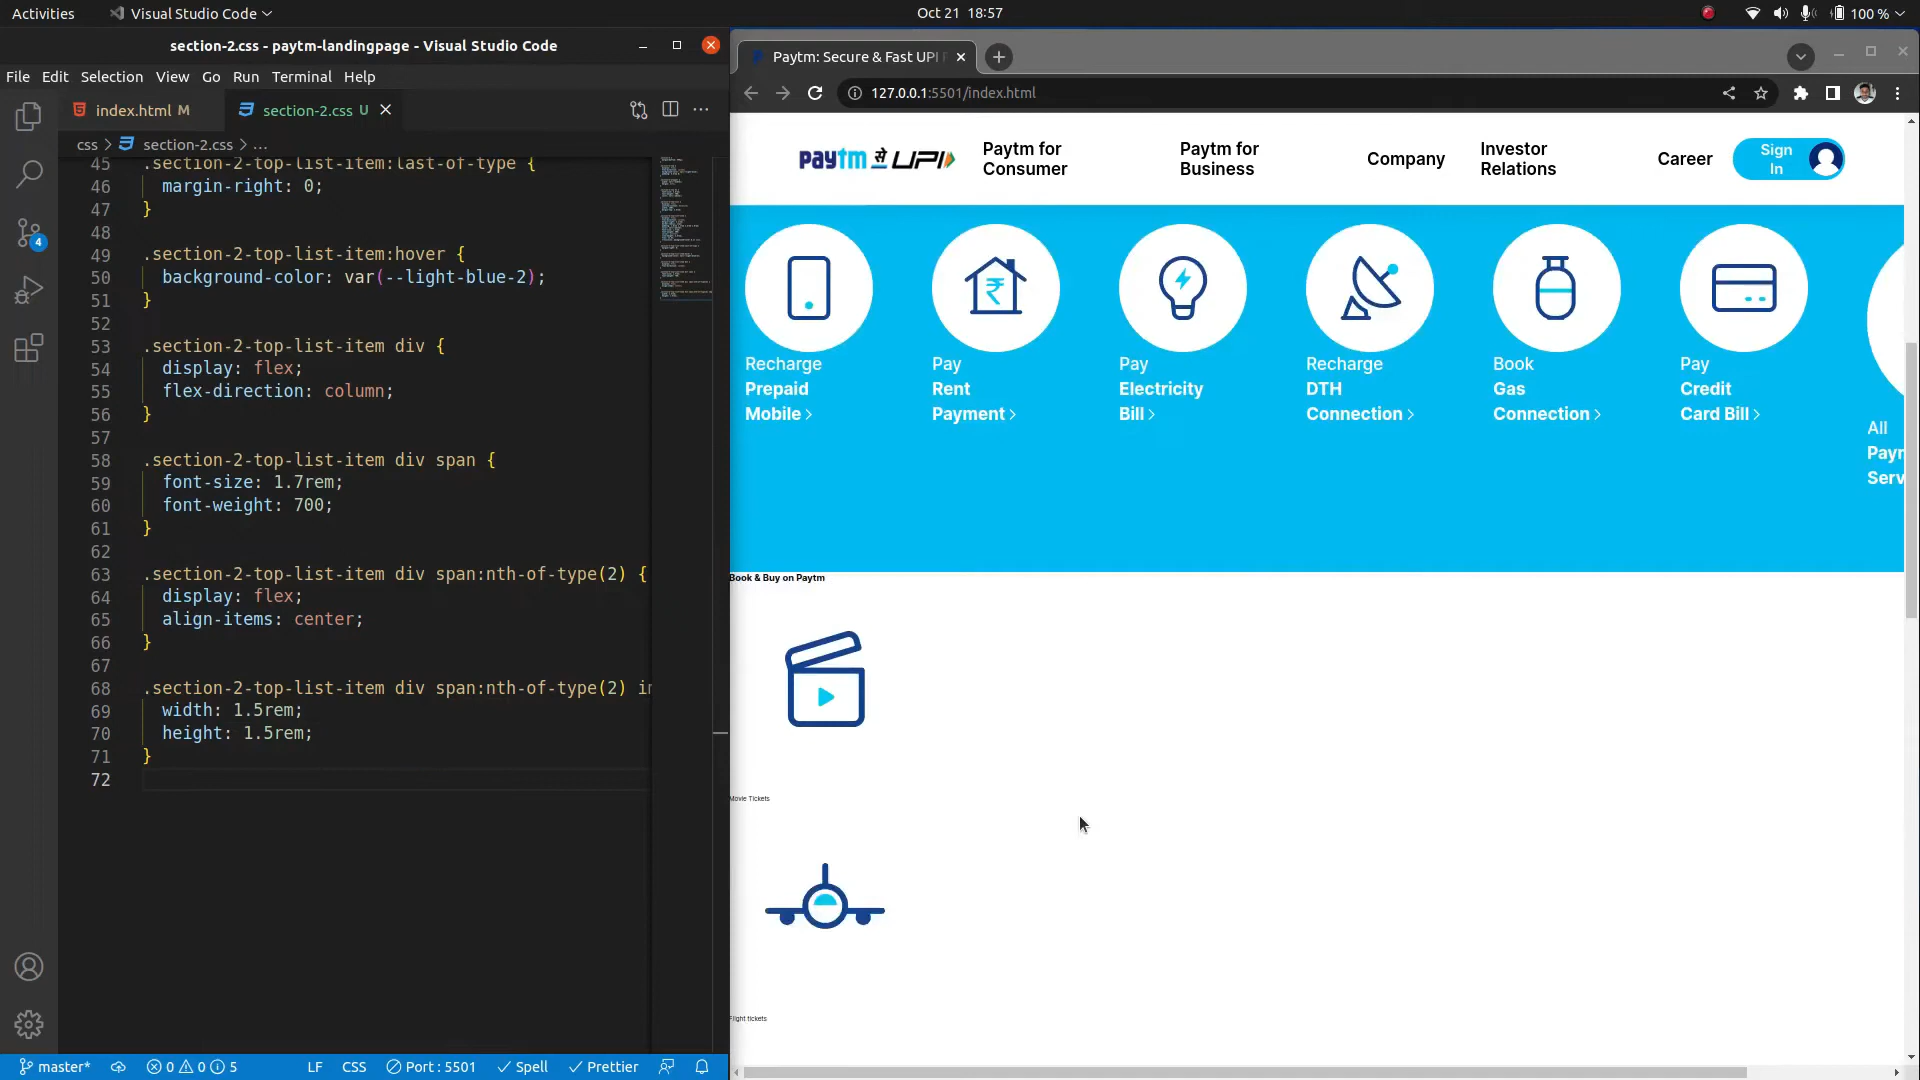 Activities
Visual Studio Code
Oct 21 18:57
100 %
section-2.css - paytm-landingpage - Visual Studio Code
File Edit Selection View Go Run Terminal Help
index.html M
section-2.css U
css > section-2.css > ...
45 .section-2-top-list-item:last-of-type {
46 margin-right: 0;
47 }
48
49 .section-2-top-list-item:hover {
50 background-color: var(--light-blue-2);
51 }
52
53 .section-2-top-list-item div {
54 display: flex;
55 flex-direction: column;
56 }
57
58 .section-2-top-list-item div span {
59 font-size: 1.7rem;
60 font-weight: 700;
61 }
62
63 .section-2-top-list-item div span:nth-of-type(2) {
64 display: flex;
65 align-items: center;
66 }
67
68 .section-2-top-list-item div span:nth-of-type(2)
69 width: 1.5rem;
70 height: 1.5rem;
71 }
72
4
master*
0 0 5
LF
CSS
Port : 5501
Spell
Prettier
Paytm: Secure & Fast UPI
127.0.0.1:5501/index.html
paytm से UPI
Paytm for
Consumer
Paytm for
Business
Company
Investor
Relations
Career
Sign
In
Recharge
Prepaid
Mobile >
Pay
Rent
Payment >
Pay
Electricity
Bill >
Recharge
DTH
Connection >
Book
Gas
Connection >
Pay
Credit
Card Bill >
All
Book & Buy on Paytm
Movie Tickets
Flight tickets